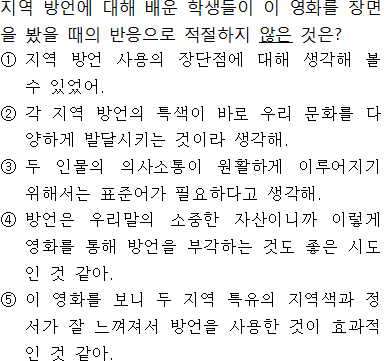 지역 방언에 대해 배운 학생들이 이 영화를 장면
을 봤을 때의 반응으로 적절하지 않은 것은?
① 지역 방언 사용의 장단점에 대해 생각해 볼
수 있었어.
② 각 지역 방언의 특색이 바로 우리 문화를 다
양하게 발달시키는 것이라 생각해.
③ 두 인물의 의사소통이 원활하게 이루어지기
위해서는 표준어가 필요하다고 생각해.
④ 방언은 우리말의 소중한 자산이니까 이렇게
영화를 통해 방언을 부각하는 것도 좋은 시도
인 것 같아.
⑤ 이 영화를 보니 두 지역 특유의 지역색과 정
서가 잘 느껴져서 방언을 사용한 것이 효과적
인 것 같아.